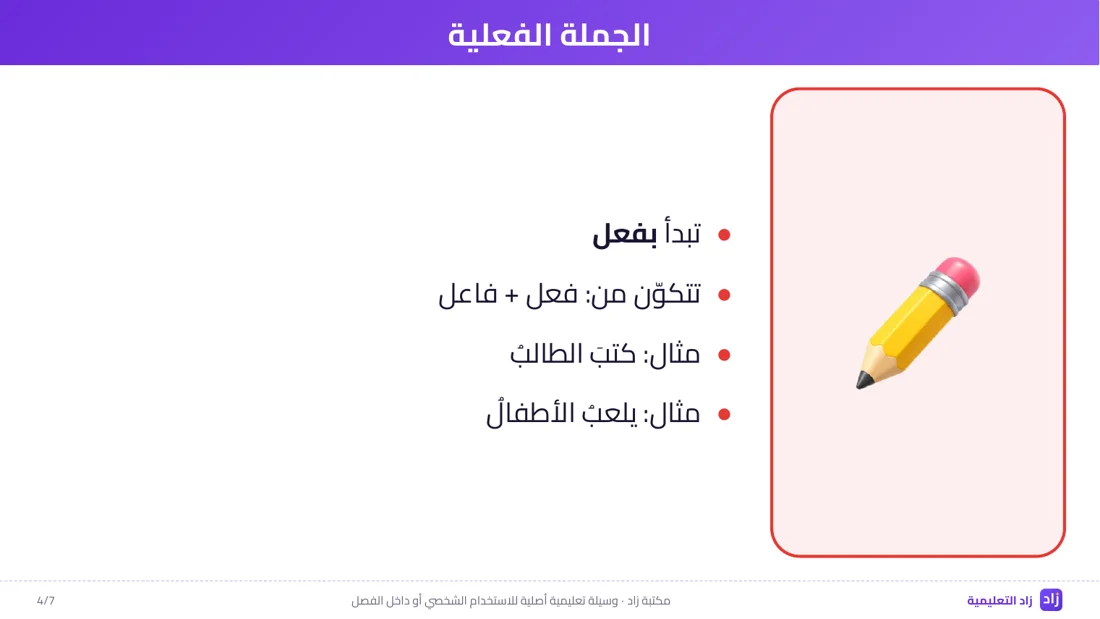 الجملة الفعلية
تبدأ بفعل
تتكوّن من: فعل + فاعل
مثال: كتبَ الطالبُ
مثال: يلعبُ الأطفالُ
زاد زاد التعليمية
مكتبة زاد · وسيلة تعليمية أصلية للاستخدام الشخصي أو داخل الفصل
4/7